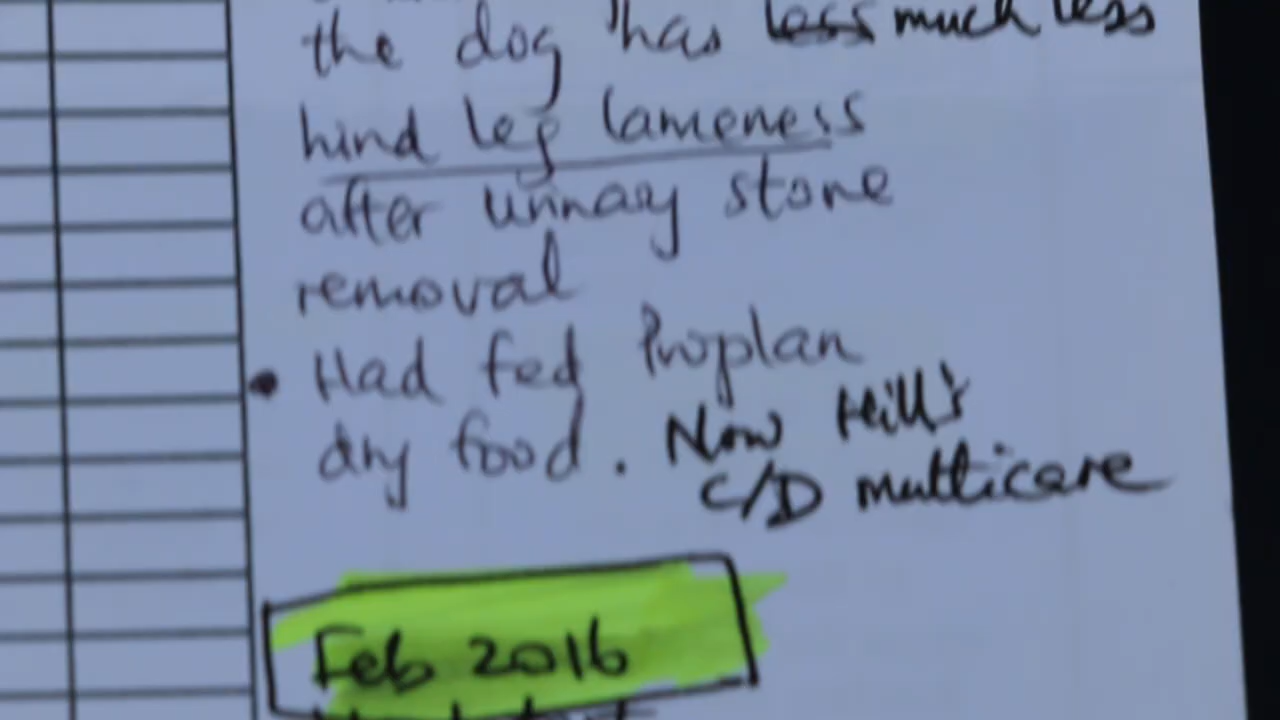 the dog has less much less
hind leg lameness
after urinary stone
removal
• Had fed Proplan
dry food. Now Hill's
C/D multicare
Feb 2016